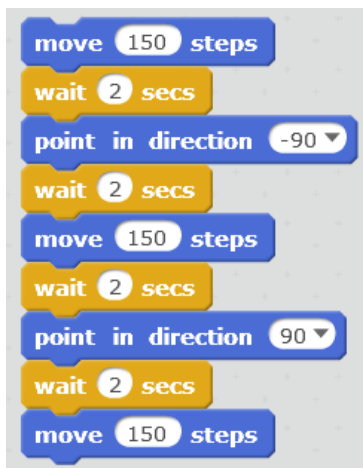 move 150 steps
wait 2 secs
point in direction -90
wait 2 secs
move 150 steps
wait 2 secs
point in direction 90
wait 2 secs
move 150 steps